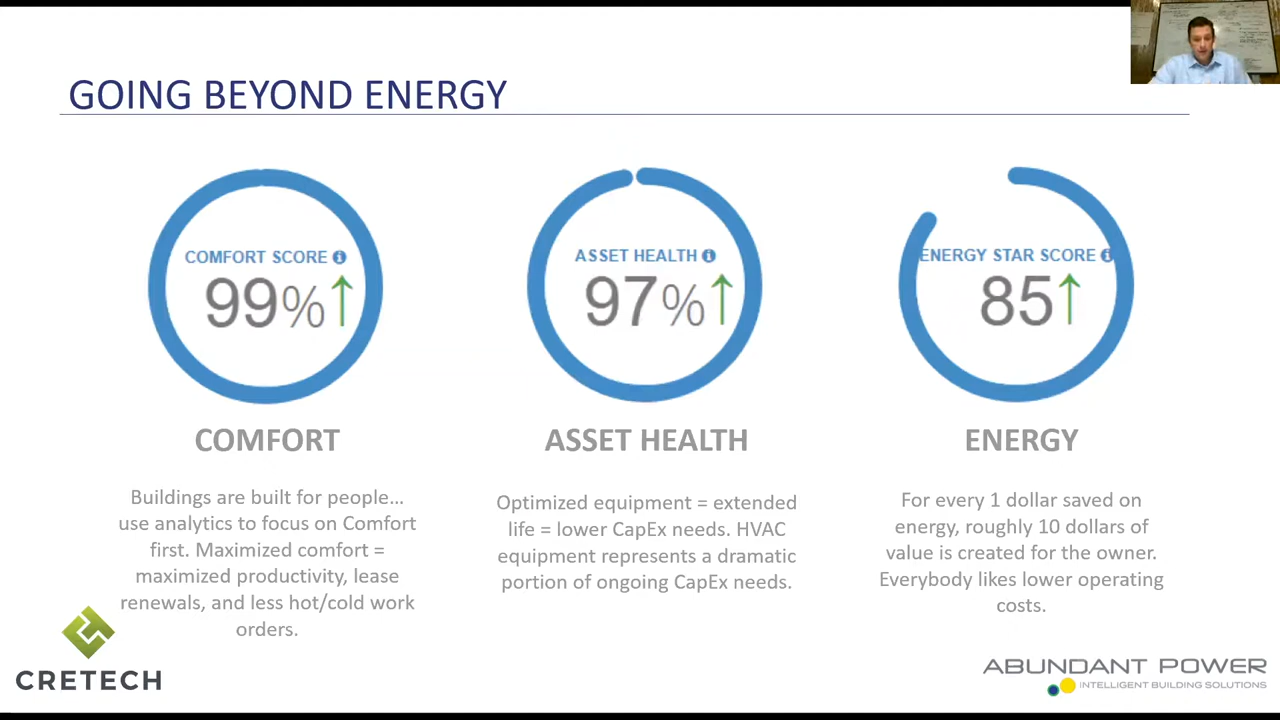 GOING BEYOND ENERGY
COMFORT SCORE
99%
ASSET HEALTH
97%
ENERGY STAR SCORE
85
COMFORT
Buildings are built for people...
use analytics to focus on Comfort
first. Maximized comfort =
maximized productivity, lease
renewals, and less hot/cold work
orders.
ASSET HEALTH
Optimized equipment = extended
life = lower CapEx needs. HVAC
equipment represents a dramatic
portion of ongoing CapEx needs.
ENERGY
For every 1 dollar saved on
energy, roughly 10 dollars of
value is created for the owner.
Everybody likes lower operating
costs.
CRETECH
ABUNDANT POWER
INTELLIGENT BUILDING SOLUTIONS